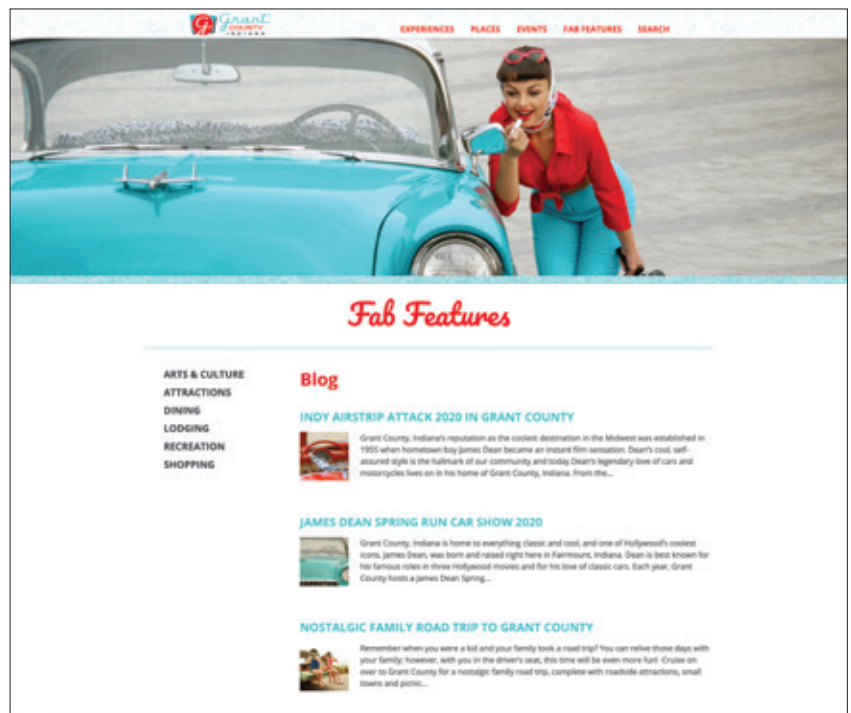 Grant
COUNTY
INDIANA
EXPERIENCES PLACES EVENTS FAB FEATURES SEARCH
Fab Features
ARTS & CULTURE
ATTRACTIONS
DINING
LODGING
RECREATION
SHOPPING
Blog
INDY AIRSTRIP ATTACK 2020 IN GRANT COUNTY
Grant County, Indiana's reputation as the coolest destination in the Midwest was established in
1955 when hometown boy James Dean became an instant film sensation. Dean's cool, self-
assured style is the hallmark of our community and today Dean's legendary love of cars and
motorcycles lives on in his home of Grant County, Indiana. From the...
JAMES DEAN SPRING RUN CAR SHOW 2020
Grant County, Indiana is home to everything classic and cool, and one of Hollywood's coolest
icons, James Dean, was born and raised right here in Fairmount, Indiana. Dean is best known for
his famous roles in three Hollywood movies and for his love of classic cars. Each year, Grant
County hosts a James Dean Spring...
NOSTALGIC FAMILY ROAD TRIP TO GRANT COUNTY
Remember when you were a kid and your family took a road trip? You can relive those days with
your family; however, with you in the driver's seat, this time will be even more fun! Cruise on
over to Grant County for a nostalgic family road trip, complete with roadside attractions, small
towns and picnic...